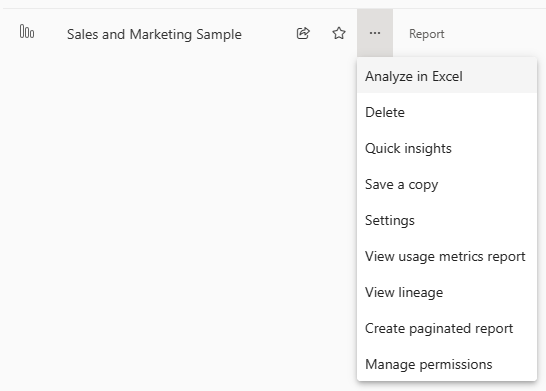 Sales and Marketing Sample ... Report
Analyze in Excel
Delete
Quick insights
Save a copy
Settings
View usage metrics report
View lineage
Create paginated report
Manage permissions